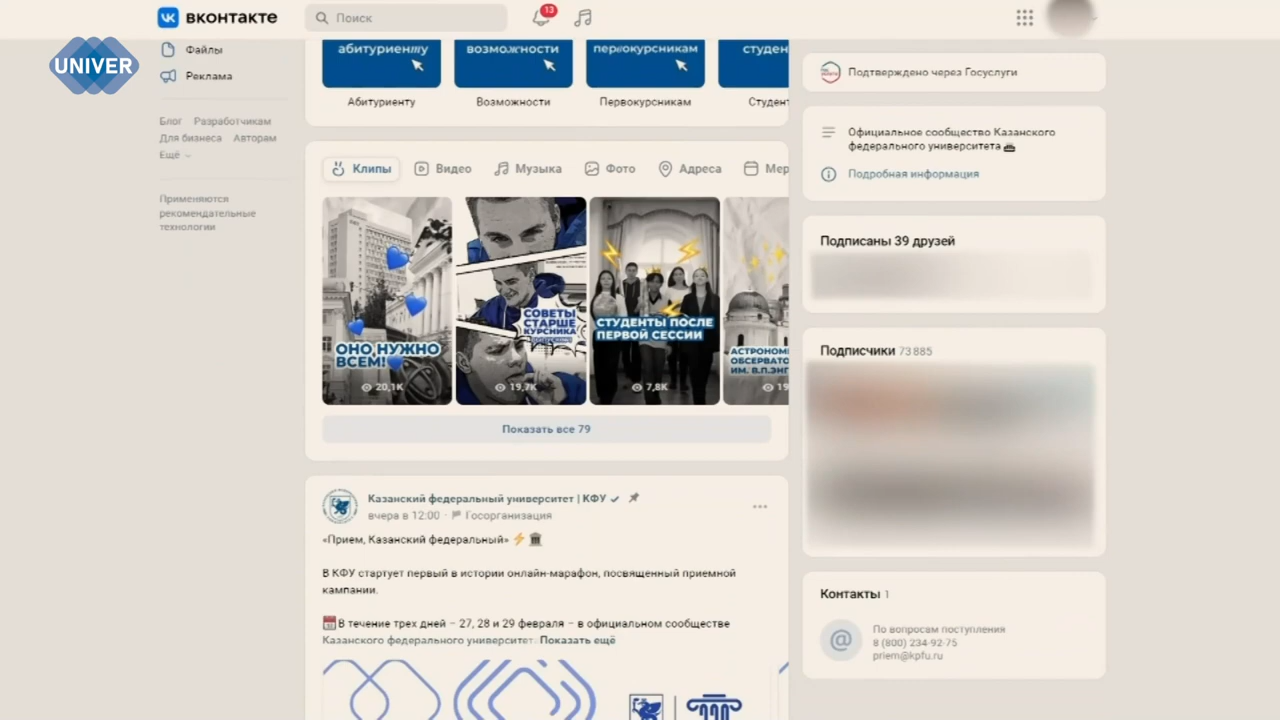 вконтакте
Поиск
13
UNIVER
Файлы
Реклама
Блог Разработчикам
Для бизнеса Авторам
Ещё
Применяются
рекомендательные
технологии
абитуриенту
возможности
первокурсникам
студен
Абитуриенту
Возможности
Первокурсникам
Студент
Клипы
Видео
Музыка
Фото
Адреса
Мер
ОНО НУЖНО
ВСЕМ!
20,1K
СОВЕТЫ
СТАРШЕ
КУРСНИКА
19,7K
СТУДЕНТЫ ПОСЛЕ
ПЕРВОЙ СЕССИИ
7,8K
АСТРОНОМ
ОБСЕРВАТО
ИМ. В.П.ЭНГ
19
Показать все 79
Казанский федеральный университет | КФУ
вчера в 12:00 · Госорганизация
«Прием, Казанский федеральный»
В КФУ стартует первый в истории онлайн-марафон, посвященный приемной
кампании.
В течение трех дней – 27, 28 и 29 февраля – в официальном сообществе
Казанского федерального университет Показать ещё
Подтверждено через Госуслуги
Официальное сообщество Казанского
федерального университета
Подробная информация
Подписаны 39 друзей
Подписчики 73 885
Контакты 1
По вопросам поступления
8 (800) 234-92-75
priem@kpfu.ru